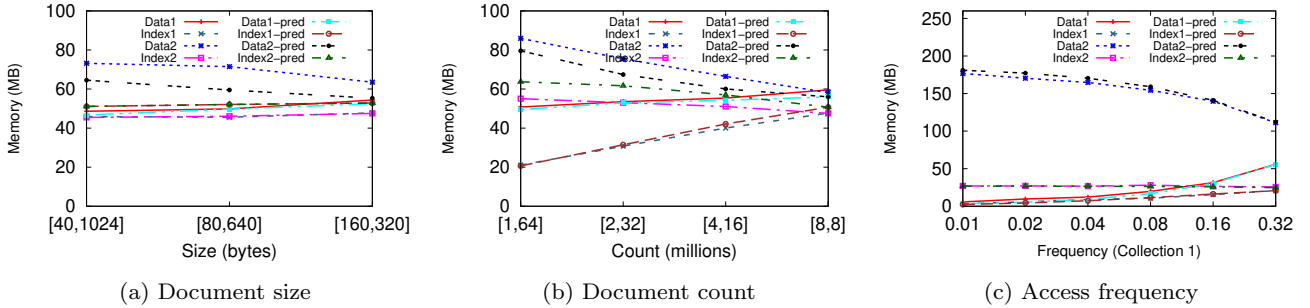 100
80
60
40
20
0
Memory (MB)
Data1
Index1
Data2
Index2
Data1-pred
Index1-pred
Data2-pred
Index2-pred
[40,1024] [80,640] [160,320]
Size (bytes)
(a) Document size
100
80
60
40
20
0
Memory (MB)
Data1
Index1
Data2
Index2
Data1-pred
Index1-pred
Data2-pred
Index2-pred
[1,64] [2,32] [4,16] [8,8]
Count (millions)
(b) Document count
250
200
150
100
50
0
Memory (MB)
Data1
Index1
Data2
Index2
Data1-pred
Index1-pred
Data2-pred
Index2-pred
0.01 0.02 0.04 0.08 0.16 0.32
Frequency (Collection 1)
(c) Access frequency